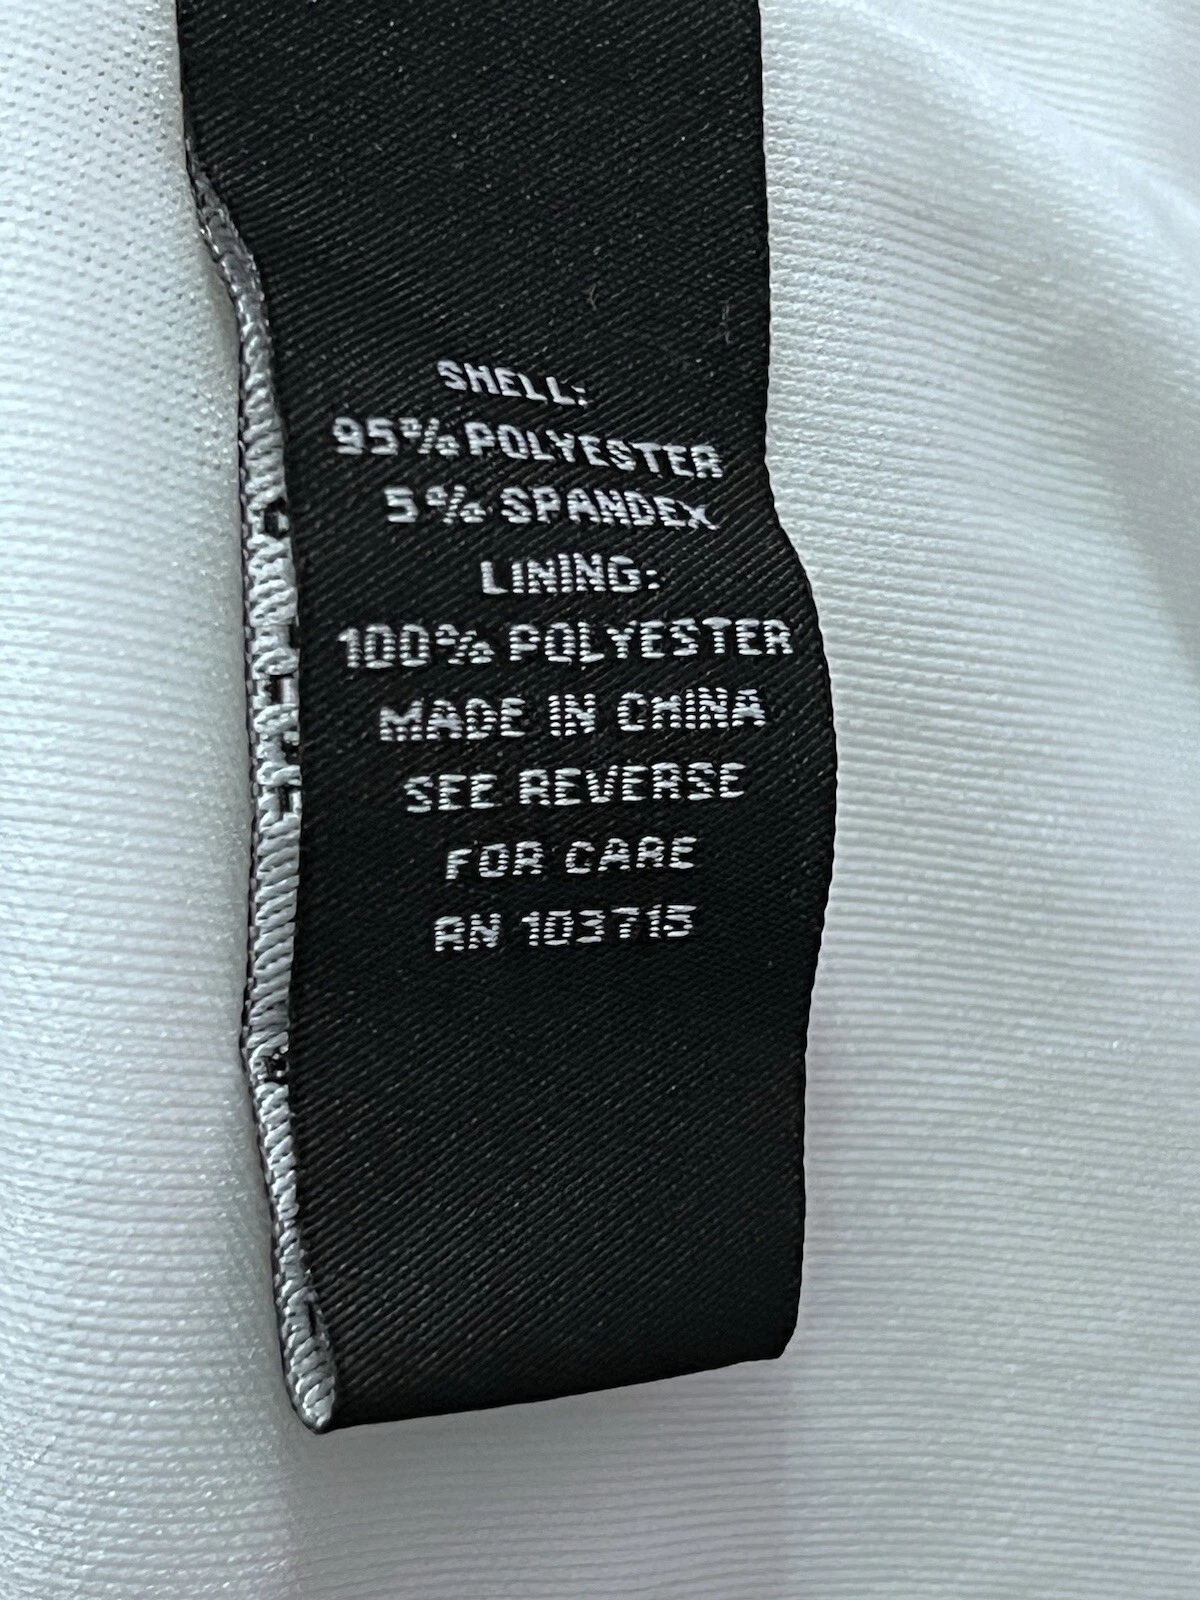 SHELL:
95% POLYESTER
5% SPANDEX
LINING:
100% POLYESTER
MADE IN CHINA
SEE REVERSE
FOR CARE
RN 103715